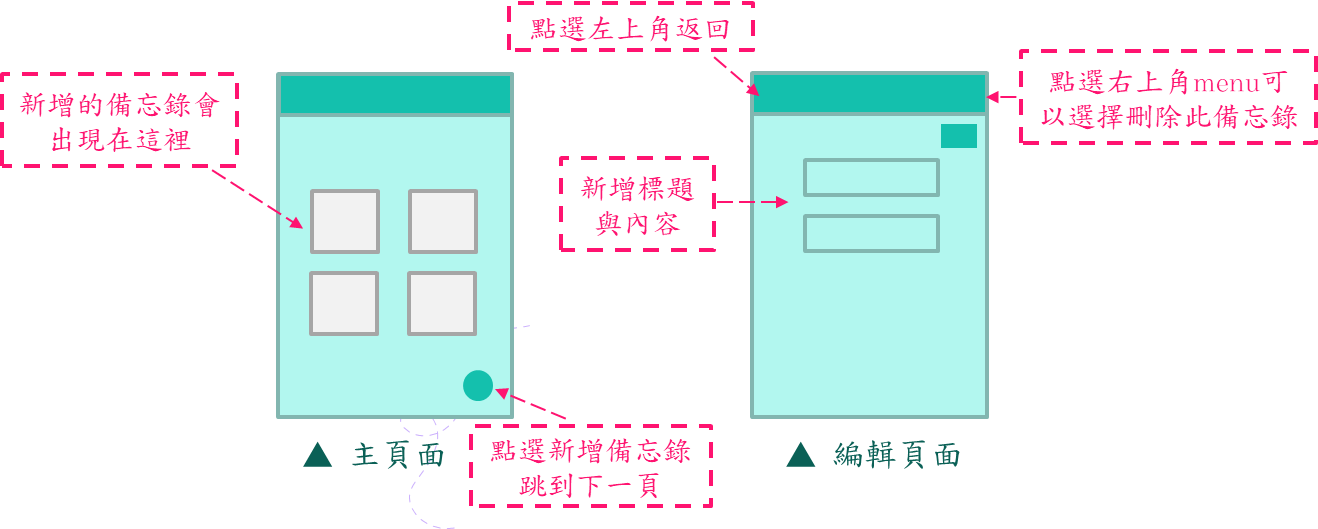 點選左上角返回
新增的備忘錄會
出現在這裡
點選右上角menu可
以選擇刪除此備忘錄
新增標題
與內容
點選新增備忘錄
跳到下一頁
▲ 主頁面
▲ 編輯頁面